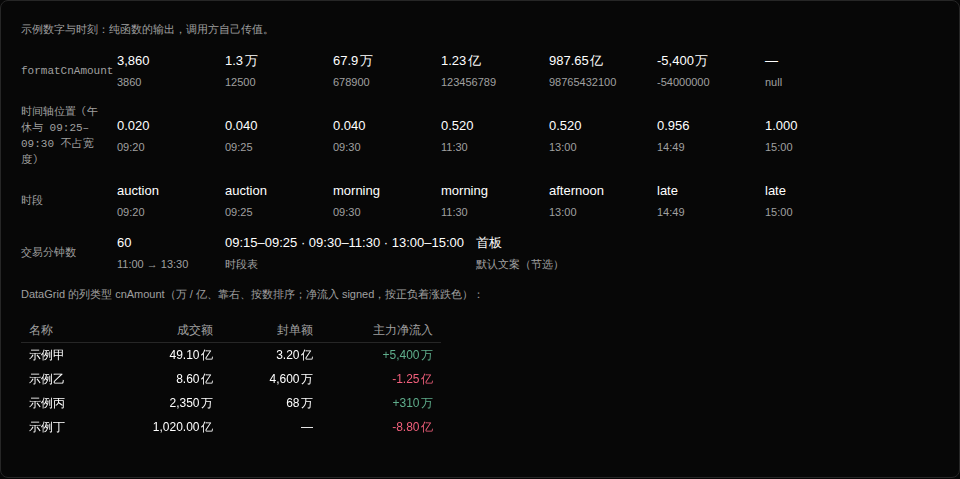 示例数字与时刻：纯函数的输出，调用方自己传值。
formatCnAmount
3,860 1.3万 67.9万 1.23亿 987.65亿 -5,400万 —
3860 12500 678900 123456789 98765432100 -54000000 null
时间轴位置（午
休与 09:25–
09:30 不占宽
度）
0.020 0.040 0.040 0.520 0.520 0.956 1.000
09:20 09:25 09:30 11:30 13:00 14:49 15:00
时段
auction auction morning morning afternoon late late
09:20 09:25 09:30 11:30 13:00 14:49 15:00
交易分钟数
60 09:15–09:25 · 09:30–11:30 · 13:00–15:00 首板
11:00 → 13:30 时段表 默认文案（节选）
DataGrid 的列类型 cnAmount（万 / 亿、靠右、按数排序；净流入 signed，按正负着涨跌色）：
名称 成交额 封单额 主力净流入
示例甲 49.10亿 3.20亿 +5,400万
示例乙 8.60亿 4,600万 -1.25亿
示例丙 2,350万 68万 +310万
示例丁 1,020.00亿 — -8.80亿